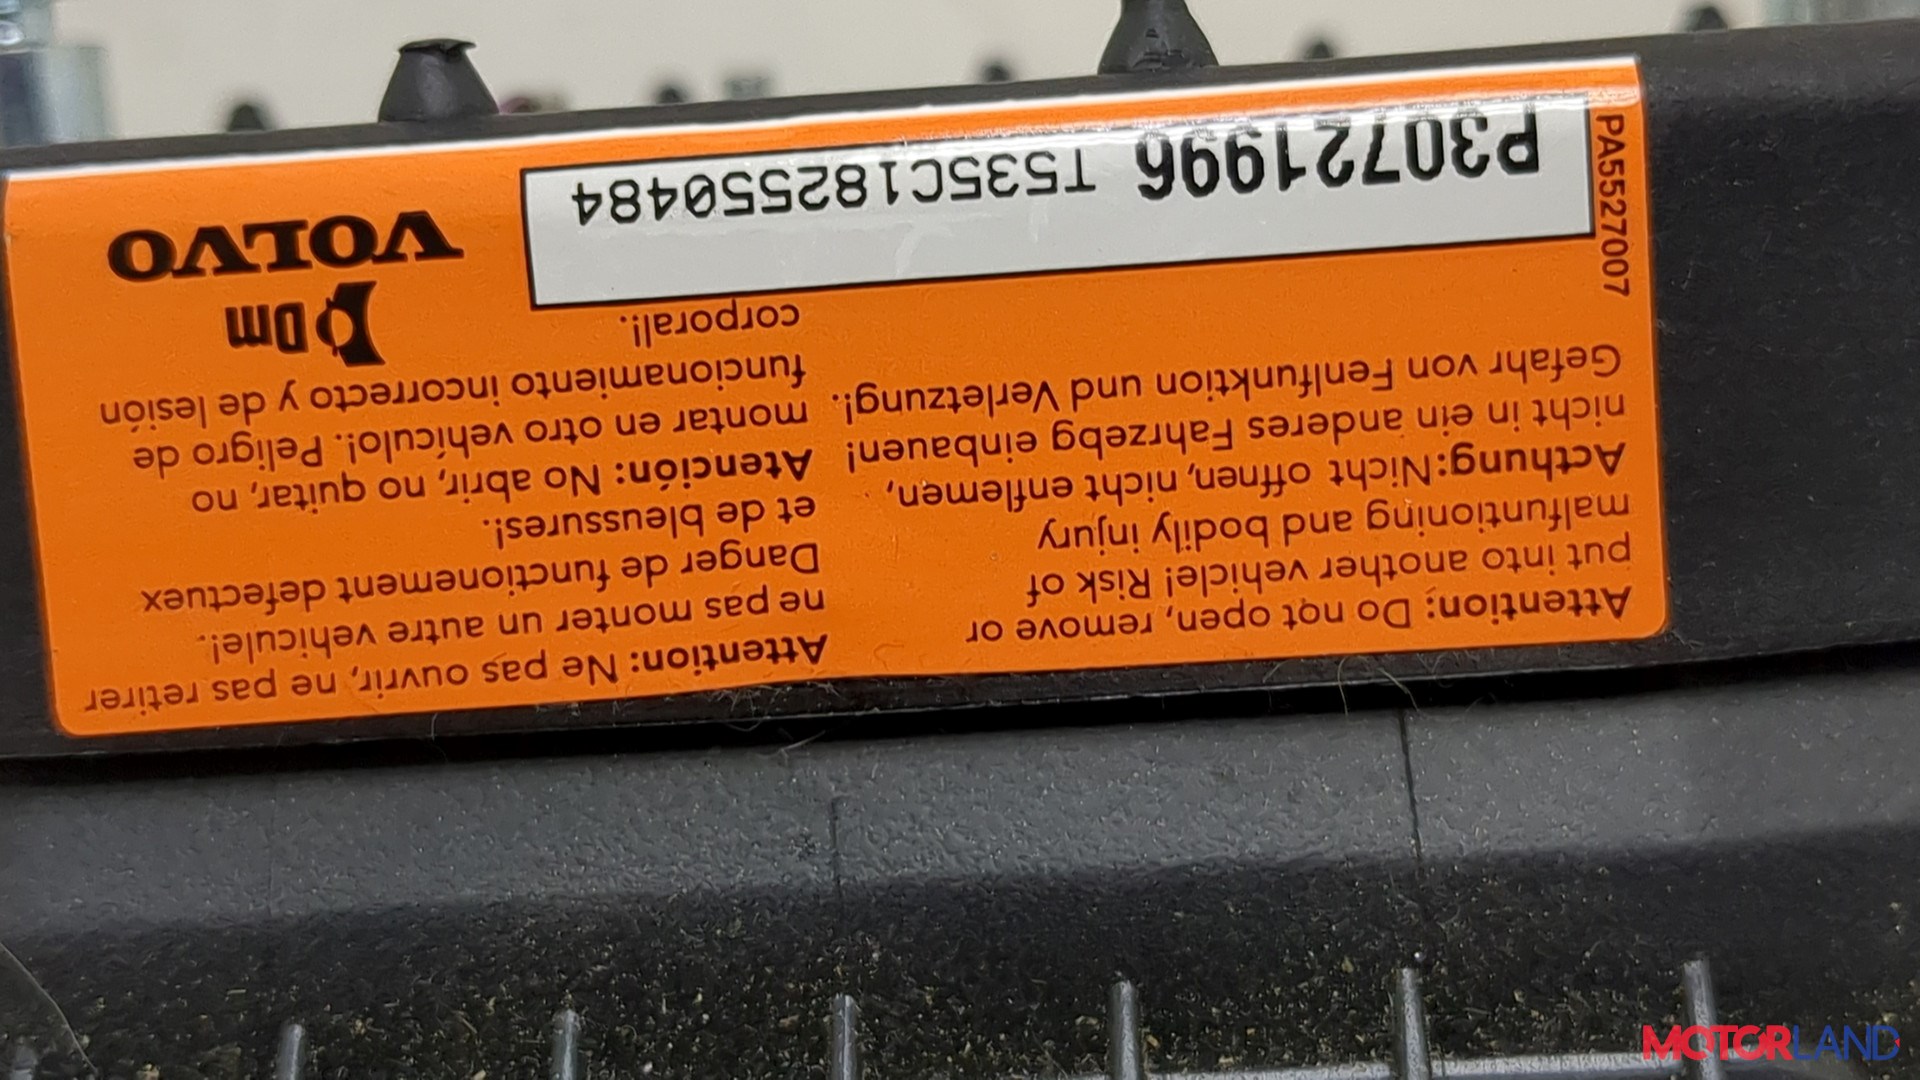 Attention: Do not open, remove or
put into another vehicle! Risk of
malfuntioning and bodily injury
Acthung:Nicht offnen, nicht enflemen,
nicht in ein anderes Fahrzebg einbauen!
Gefahr von Fenlfunktion und Verletzung!.
Attention: Ne pas ouvrir, ne pas retirer
ne pas monter un autre vehicule!.
Danger de functionement defectuex
et de bleussures!.
Atención: No abrir, no quitar, no
montar en otro vehículo!. Peligro de
funcionamiento incorrecto y de lesión
corporal!.
PA5527007
P30721996 T535C182550484
Dm
VOLVO
MOTORLAND